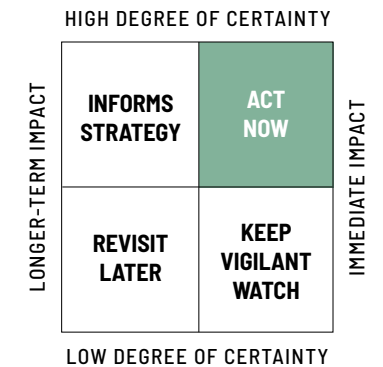 HIGH DEGREE OF CERTAINTY
LONGER-TERM IMPACT
INFORMS
STRATEGY
ACT
NOW
IMMEDIATE IMPACT
REVISIT
LATER
KEEP
VIGILANT
WATCH
LOW DEGREE OF CERTAINTY